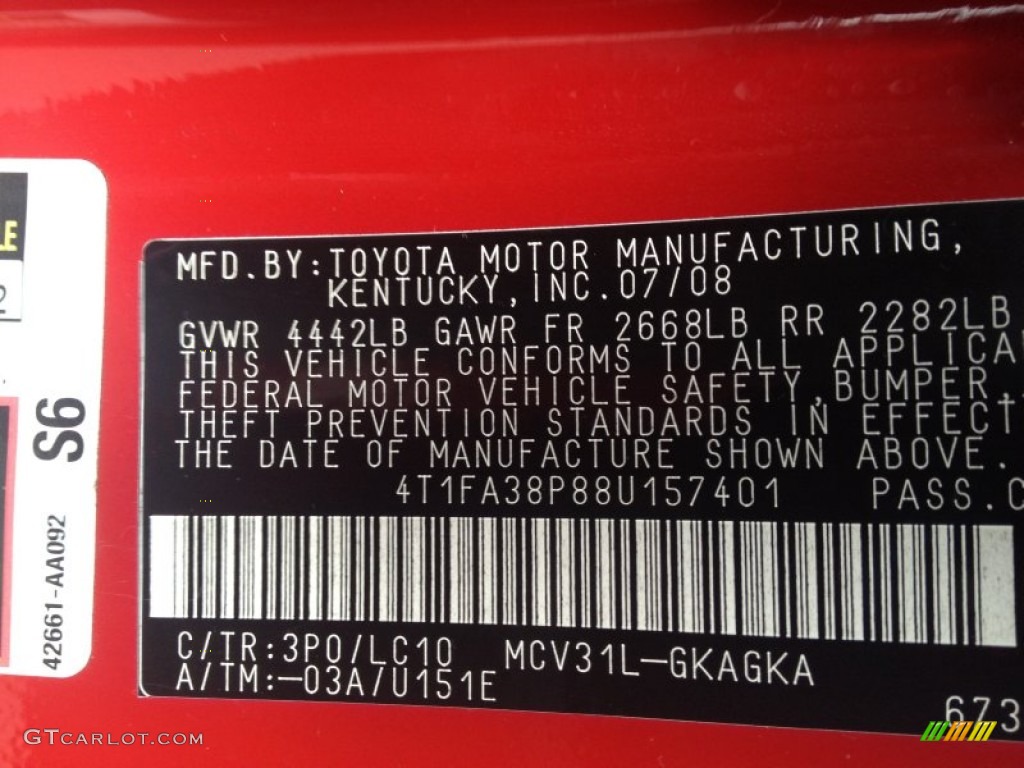 LE
2
S6
42661-AA092
MFD.BY:TOYOTA MOTOR MANUFACTURING,
KENTUCKY,INC.07/08
GVWR 4442LB GAWR FR 2668LB RR 2282LB
THIS VEHICLE CONFORMS TO ALL APPLICA
FEDERAL MOTOR VEHICLE SAFETY,BUMPER,
THEFT PREVENTION STANDARDS IN EFFECT
THE DATE OF MANUFACTURE SHOWN ABOVE.
4T1FA38P88U157401 PASS.C
C/TR:3P0/LC10 MCV31L-GKAGKA
A/TM:-03A/U151E
673
GTCARLOT.COM